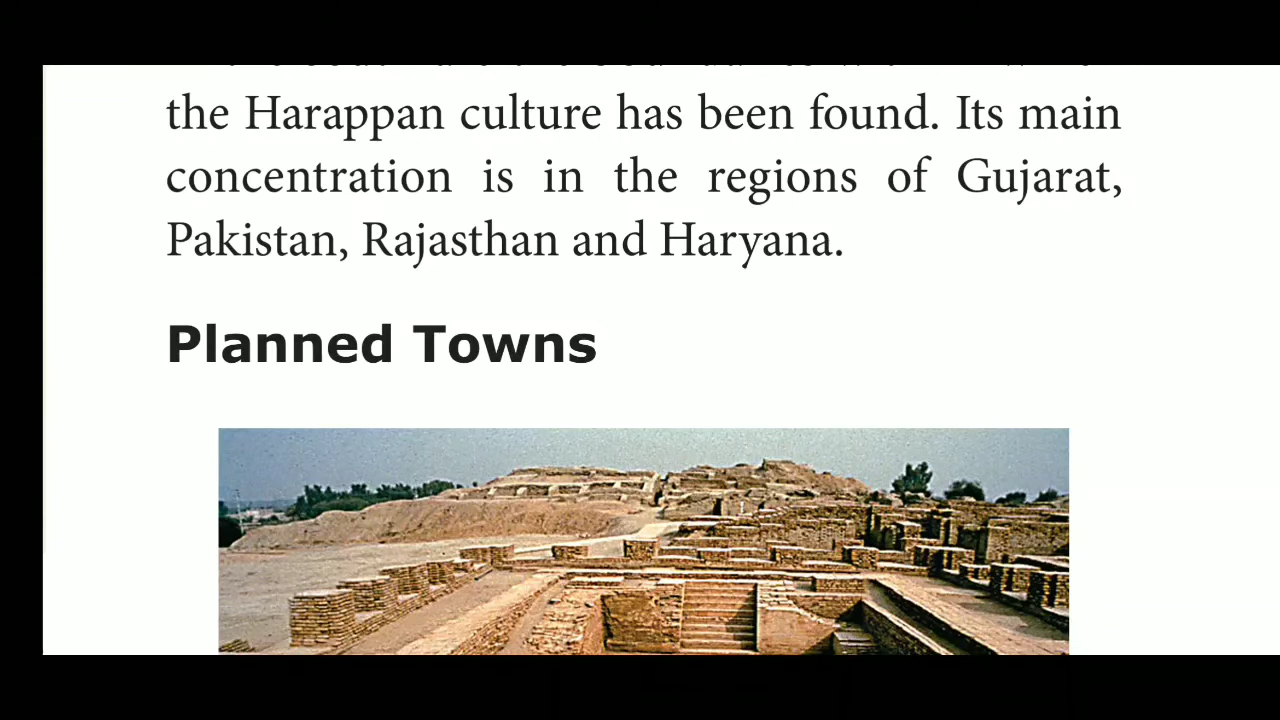 the Harappan culture has been found. Its main
concentration is in the regions of Gujarat,
Pakistan, Rajasthan and Haryana.
Planned Towns